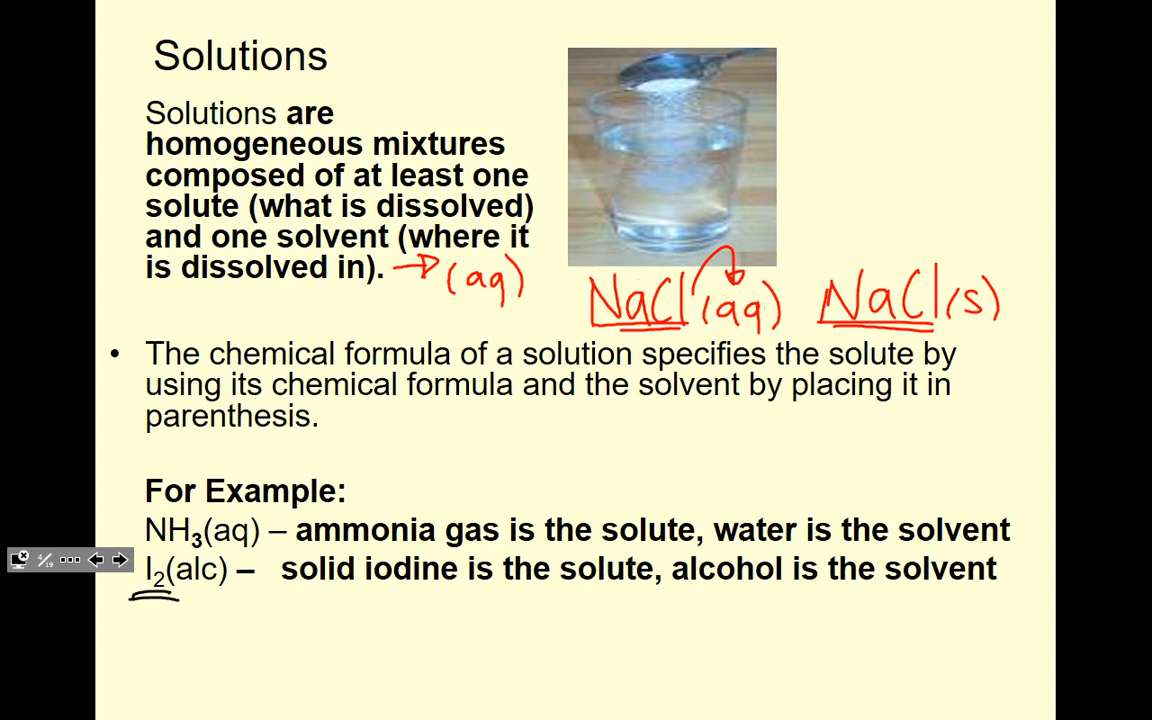 Solutions
Solutions are
homogeneous mixtures
composed of at least one
solute (what is dissolved)
and one solvent (where it
is dissolved in). → (aq)
NaCl (aq) NaCl (s)
• The chemical formula of a solution specifies the solute by
using its chemical formula and the solvent by placing it in
parenthesis.
For Example:
NH₃(aq) – ammonia gas is the solute, water is the solvent
I₂(alc) – solid iodine is the solute, alcohol is the solvent
4/19